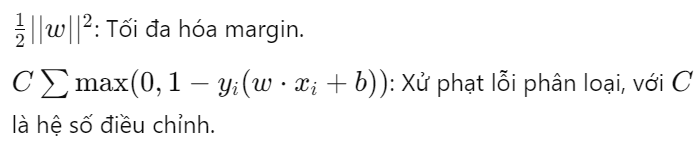 ½||w||²: Tối đa hóa margin.
C ∑ max(0, 1 − yᵢ(w · xᵢ + b)): Xử phạt lỗi phân loại, với C
là hệ số điều chỉnh.